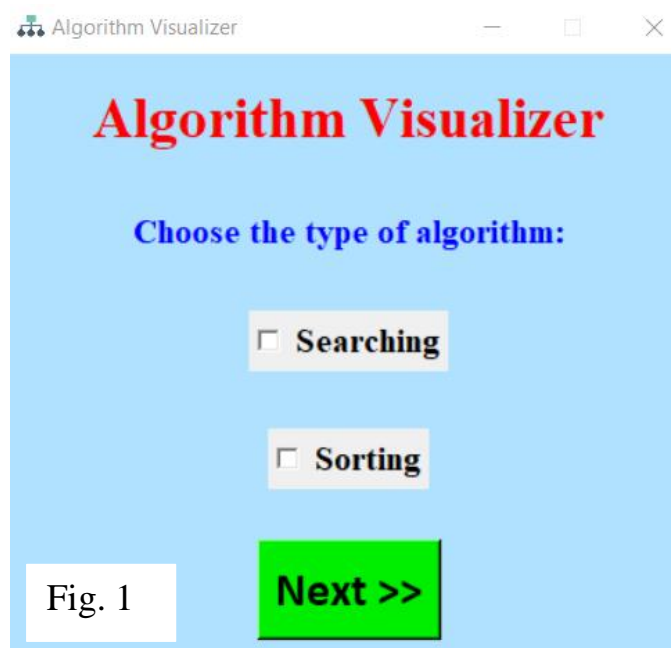 Algorithm Visualizer
Algorithm Visualizer
Choose the type of algorithm:
Searching
Sorting
Next >>
Fig. 1